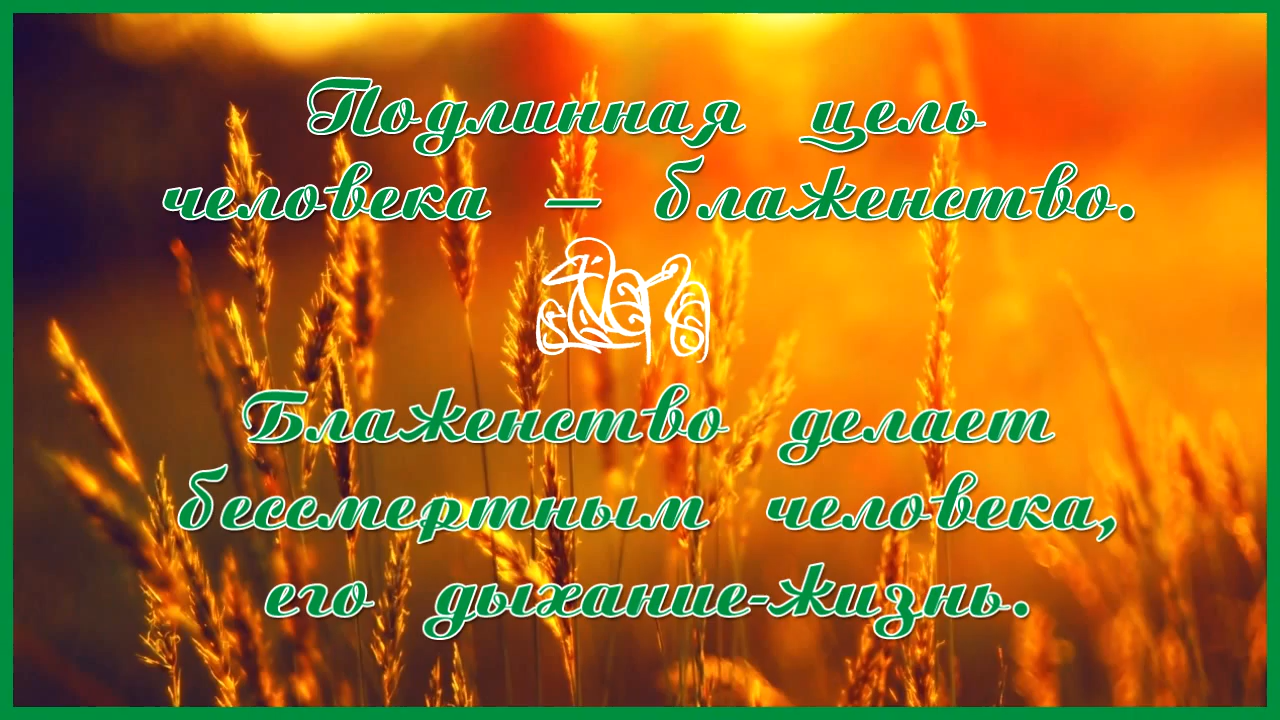 Подлинная цель
человека — блаженство.
Блаженство делает
бессмертным человека,
его дыхание-жизнь.